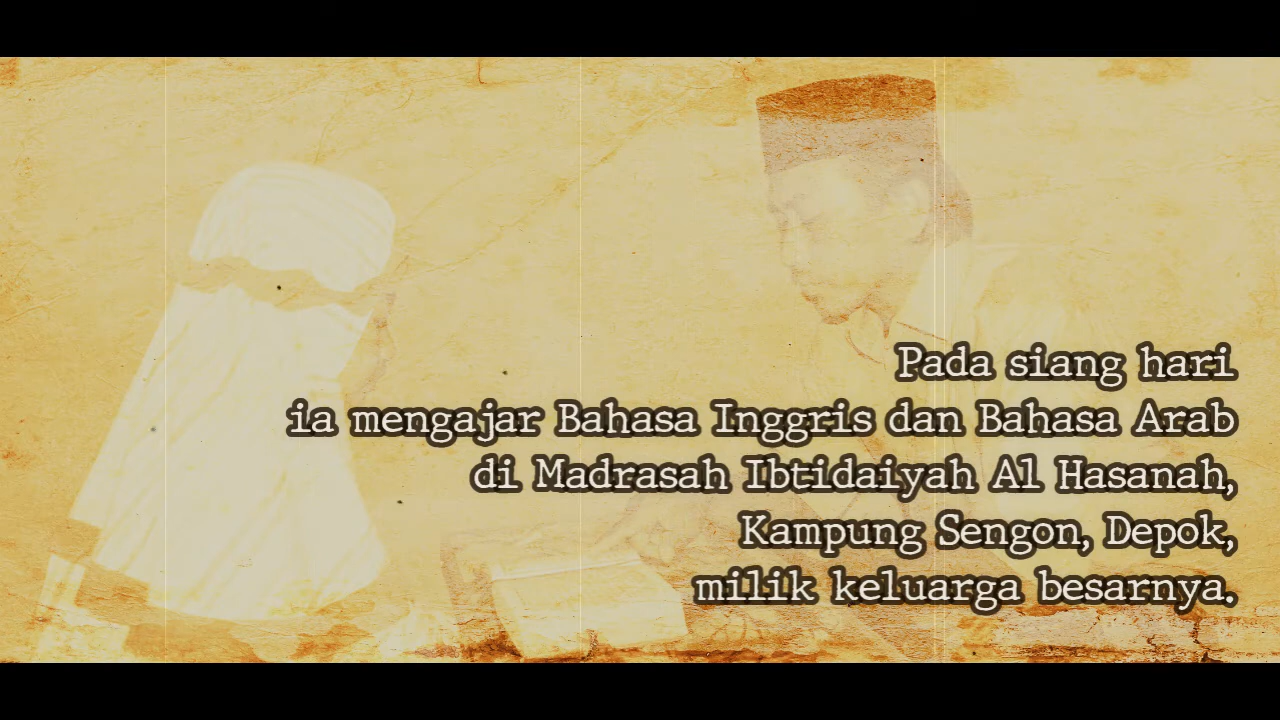 Pada siang hari
ia mengajar Bahasa Inggris dan Bahasa Arab
di Madrasah Ibtidaiyah Al Hasanah,
Kampung Sengon, Depok,
milik keluarga besarnya.